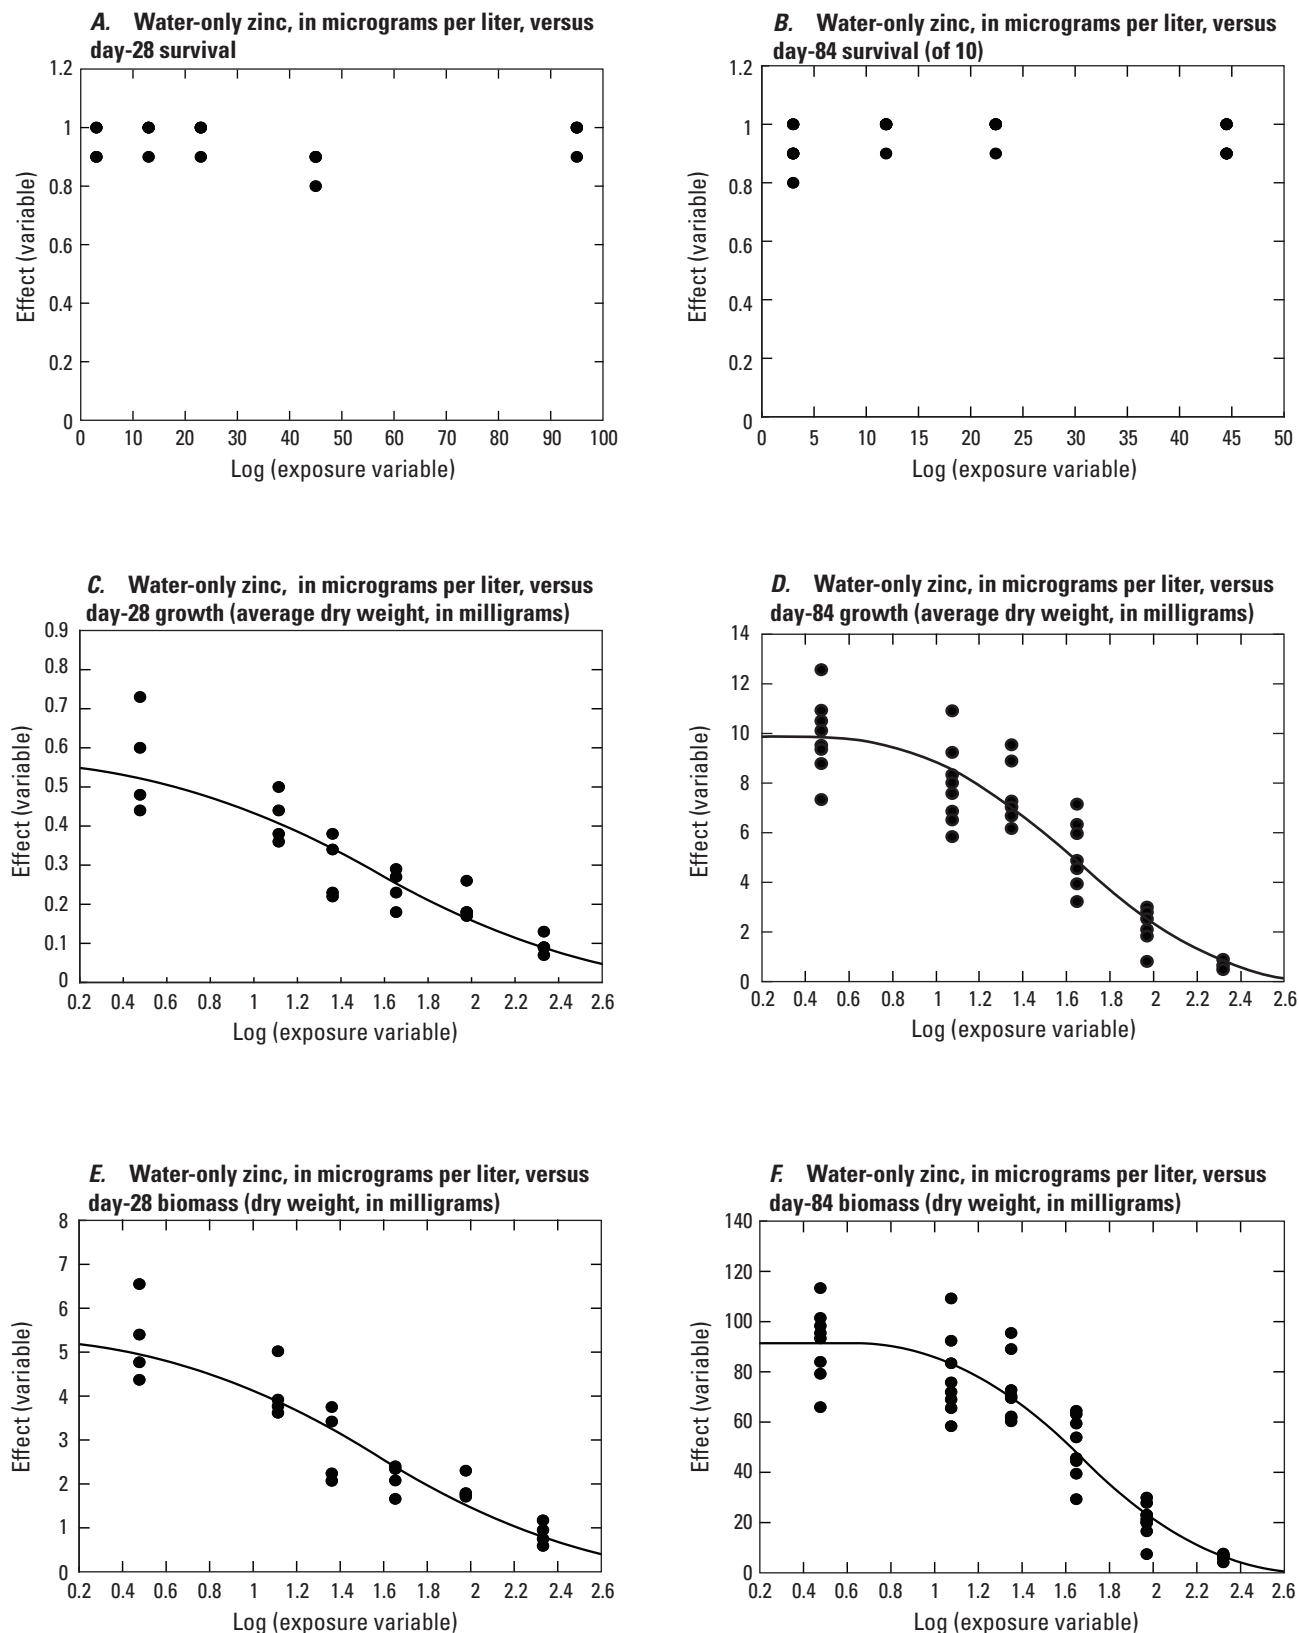 A. Water-only zinc, in micrograms per liter, versus
day-28 survival
1.2
1
0.8
0.6
0.4
0.2
0
Effect (variable)
0 10 20 30 40 50 60 70 80 90 100
Log (exposure variable)
B. Water-only zinc, in micrograms per liter, versus
day-84 survival (of 10)
1.2
1
0.8
0.6
0.4
0.2
0
Effect (variable)
0 5 10 15 20 25 30 35 40 45 50
Log (exposure variable)
C. Water-only zinc, in micrograms per liter, versus
day-28 growth (average dry weight, in milligrams)
0.9
0.8
0.7
0.6
0.5
0.4
0.3
0.2
0.1
0
Effect (variable)
0.2 0.4 0.6 0.8 1 1.2 1.4 1.6 1.8 2 2.2 2.4 2.6
Log (exposure variable)
D. Water-only zinc, in micrograms per liter, versus
day-84 growth (average dry weight, in milligrams)
14
12
10
8
6
4
2
0
Effect (variable)
0.2 0.4 0.6 0.8 1 1.2 1.4 1.6 1.8 2 2.2 2.4 2.6
Log (exposure variable)
E. Water-only zinc, in micrograms per liter, versus
day-28 biomass (dry weight, in milligrams)
8
7
6
5
4
3
2
1
0
Effect (variable)
0.2 0.4 0.6 0.8 1 1.2 1.4 1.6 1.8 2 2.2 2.4 2.6
Log (exposure variable)
F. Water-only zinc, in micrograms per liter, versus
day-84 biomass (dry weight, in milligrams)
140
120
100
80
60
40
20
0
Effect (variable)
0.2 0.4 0.6 0.8 1 1.2 1.4 1.6 1.8 2 2.2 2.4 2.6
Log (exposure variable)